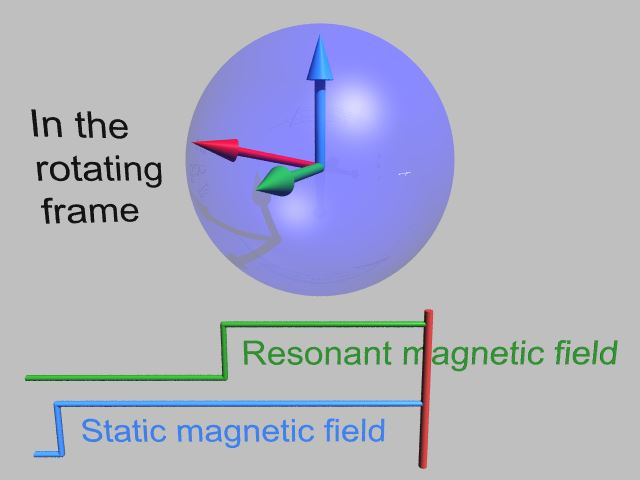 In the
rotating
frame
Resonant magnetic field
Static magnetic field